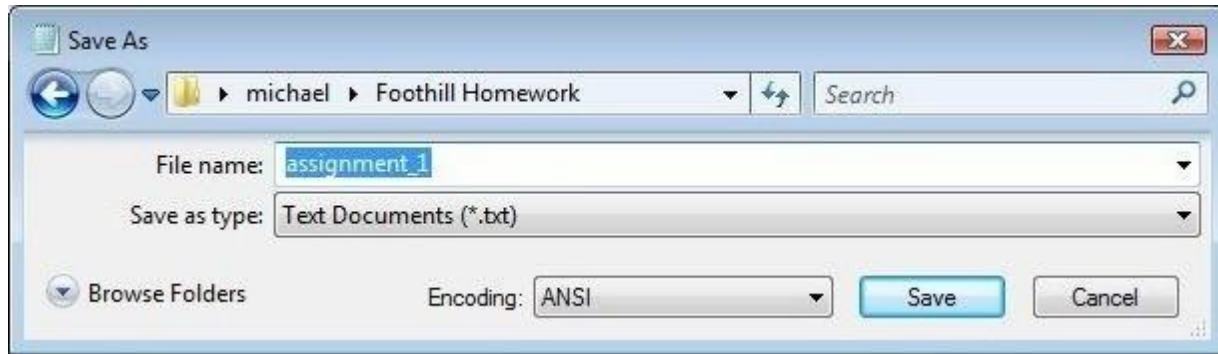 Save As
michael Foothill Homework Search
File name: assignment_1
Save as type: Text Documents (*.txt)
Browse Folders Encoding: ANSI Save Cancel